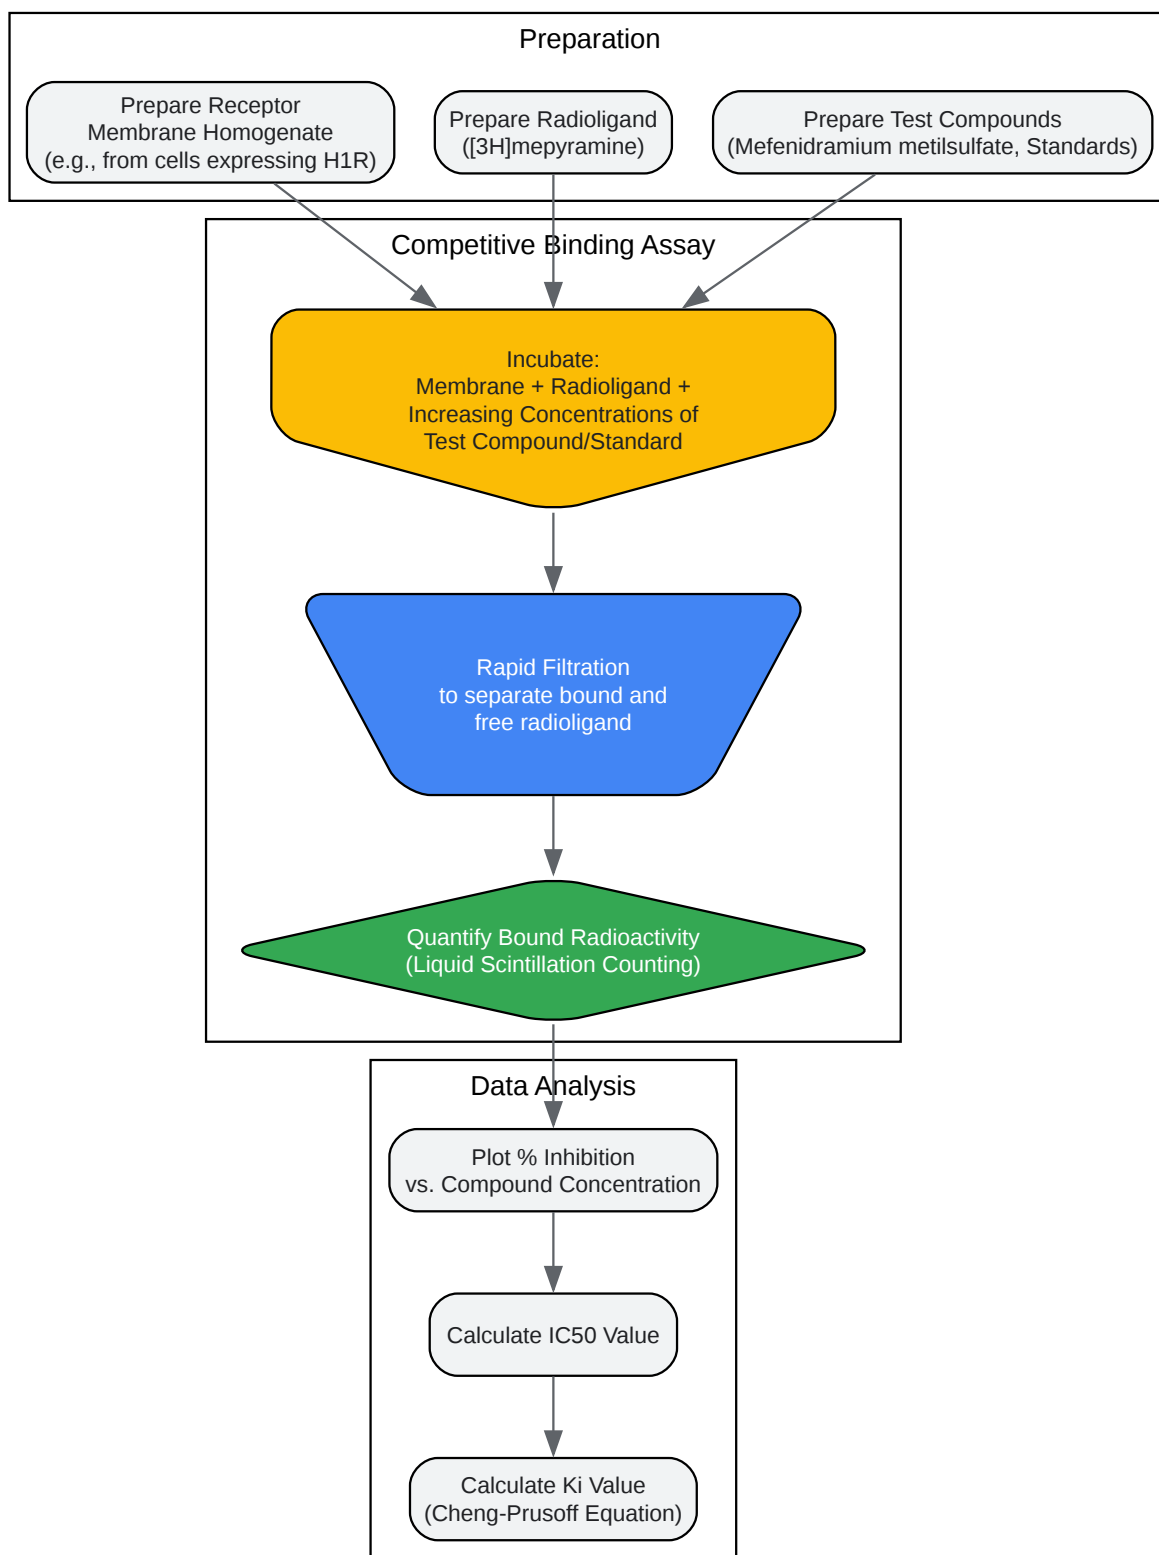 Preparation
Prepare Receptor
Membrane Homogenate
(e.g., from cells expressing H1R)
Prepare Radioligand
([3H]mepyramine)
Prepare Test Compounds
(Mefenidramium metilsulfate, Standards)
Competitive Binding Assay
Incubate:
Membrane + Radioligand +
Increasing Concentrations of
Test Compound/Standard
Rapid Filtration
to separate bound and
free radioligand
Quantify Bound Radioactivity
(Liquid Scintillation Counting)
Data Analysis
Plot % Inhibition
vs. Compound Concentration
Calculate IC50 Value
Calculate Ki Value
(Cheng-Prusoff Equation)